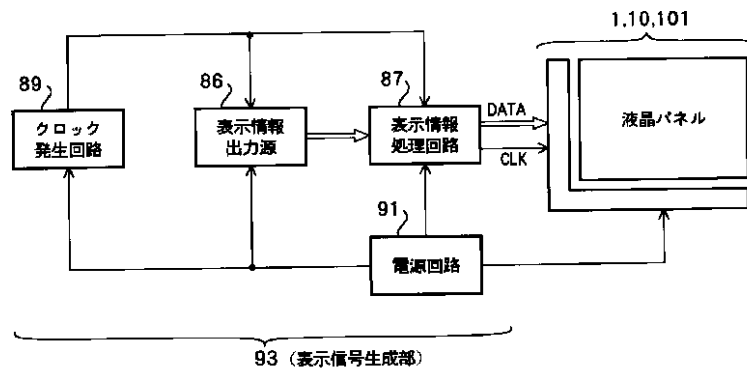 1,10,101
89
86
87
クロック
発生回路
表示情報
出力源
表示情報
処理回路
DATA
CLK
液晶パネル
91
電源回路
93 (表示信号生成部)